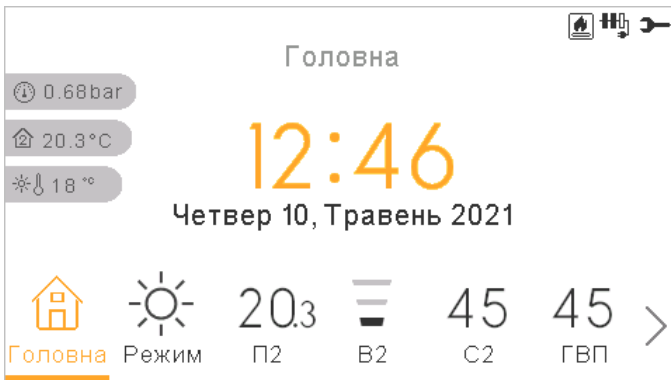 Головна
0.68bar
2 20.3°C
18 °C
12:46
Четвер 10, Травень 2021
20.3 45 45
Головна Режим П2 В2 С2 ГВП